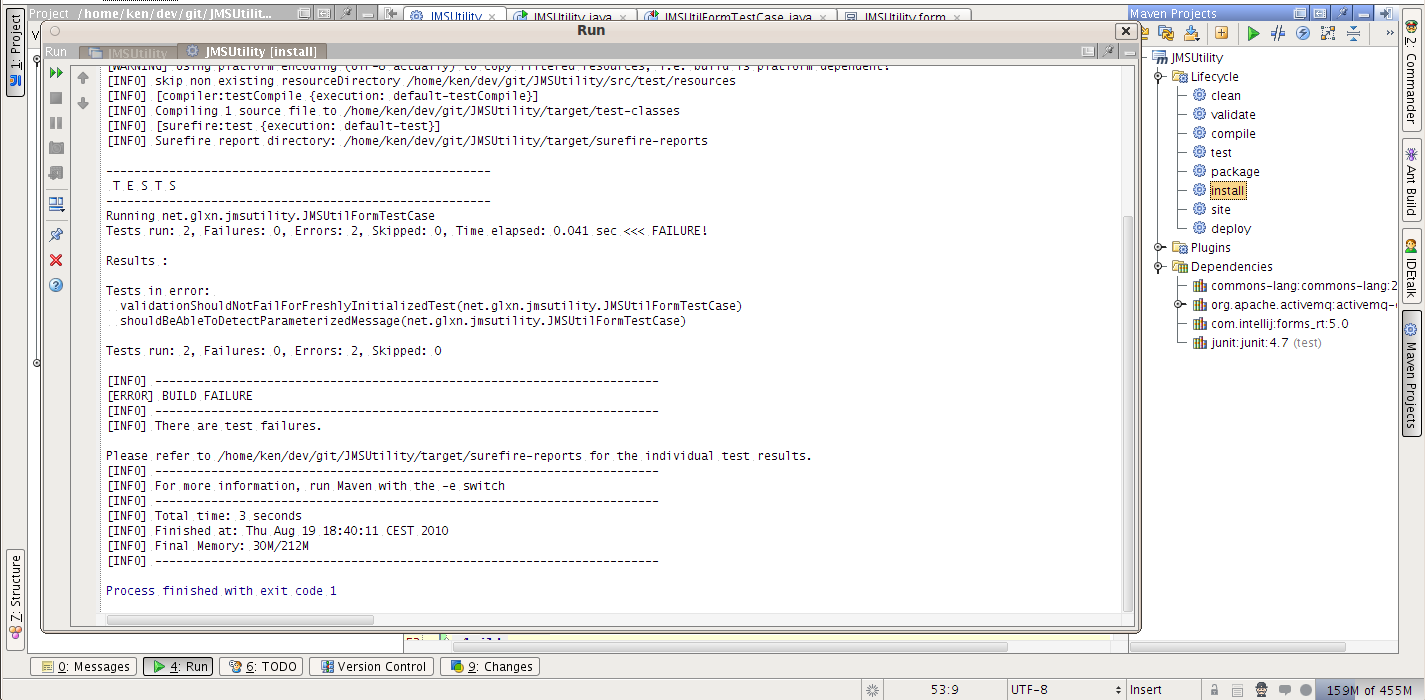 Project /home/ken/dev/git/JMSUtilit...
JMSUtility
JMSUtility.java
JMSUtilFormTestCase.java
JMSUtility.form
Maven Projects
Run
Run
JMSUtility
JMSUtility [install]
1: Project
Z: Structure
[WARNING] Using platform encoding (UTF-8 actually) to copy filtered resources, i.e. build is platform dependent!
[INFO] skip non existing resourceDirectory /home/ken/dev/git/JMSUtility/src/test/resources
[INFO] [compiler:testCompile {execution: default-testCompile}]
[INFO] Compiling 1 source file to /home/ken/dev/git/JMSUtility/target/test-classes
[INFO] [surefire:test {execution: default-test}]
[INFO] Surefire report directory: /home/ken/dev/git/JMSUtility/target/surefire-reports
-------------------------------------------------------
T E S T S
-------------------------------------------------------
Running net.glxn.jmsutility.JMSUtilFormTestCase
Tests run: 2, Failures: 0, Errors: 2, Skipped: 0, Time elapsed: 0.041 sec <<< FAILURE!
Results :
Tests in error:
validationShouldNotFailForFreshlyInitializedTest(net.glxn.jmsutility.JMSUtilFormTestCase)
shouldBeAbleToDetectParameterizedMessage(net.glxn.jmsutility.JMSUtilFormTestCase)
Tests run: 2, Failures: 0, Errors: 2, Skipped: 0
[INFO] ------------------------------------------------------------------------
[ERROR] BUILD FAILURE
[INFO] ------------------------------------------------------------------------
[INFO] There are test failures.
Please refer to /home/ken/dev/git/JMSUtility/target/surefire-reports for the individual test results.
[INFO] ------------------------------------------------------------------------
[INFO] For more information, run Maven with the -e switch
[INFO] ------------------------------------------------------------------------
[INFO] Total time: 3 seconds
[INFO] Finished at: Thu Aug 19 18:40:11 CEST 2010
[INFO] Final Memory: 30M/212M
[INFO] ------------------------------------------------------------------------
Process finished with exit code 1
JMSUtility
Lifecycle
clean
validate
compile
test
package
install
site
deploy
Plugins
Dependencies
commons-lang:commons-lang:2
org.apache.activemq:activemq-
com.intellij:forms_rt:5.0
junit:junit:4.7 (test)
2: Commander
Ant Build
IDEtalk
Maven Projects
0: Messages
4: Run
6: TODO
Version Control
9: Changes
53:9
UTF-8
Insert
159M of 455M